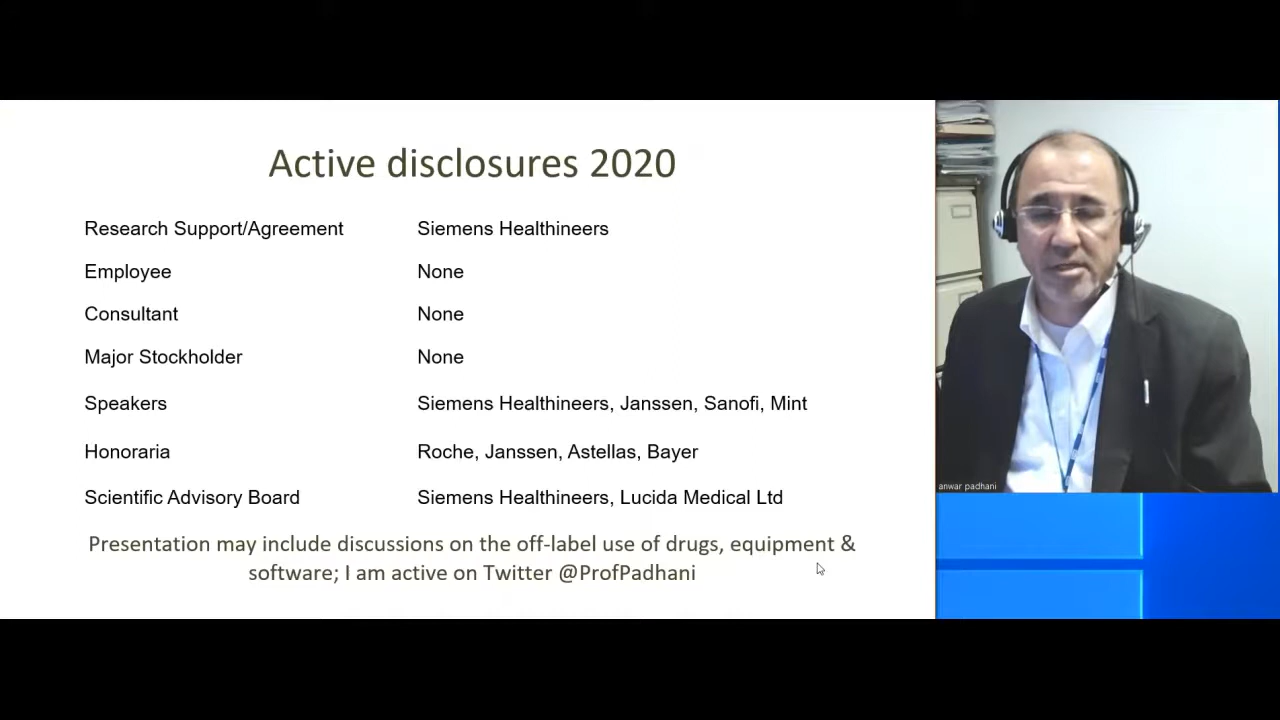 Active disclosures 2020
Research Support/Agreement Siemens Healthineers
Employee None
Consultant None
Major Stockholder None
Speakers Siemens Healthineers, Janssen, Sanofi, Mint
Honoraria Roche, Janssen, Astellas, Bayer
Scientific Advisory Board Siemens Healthineers, Lucida Medical Ltd
Presentation may include discussions on the off-label use of drugs, equipment &
software; I am active on Twitter @ProfPadhani
anwar padhani